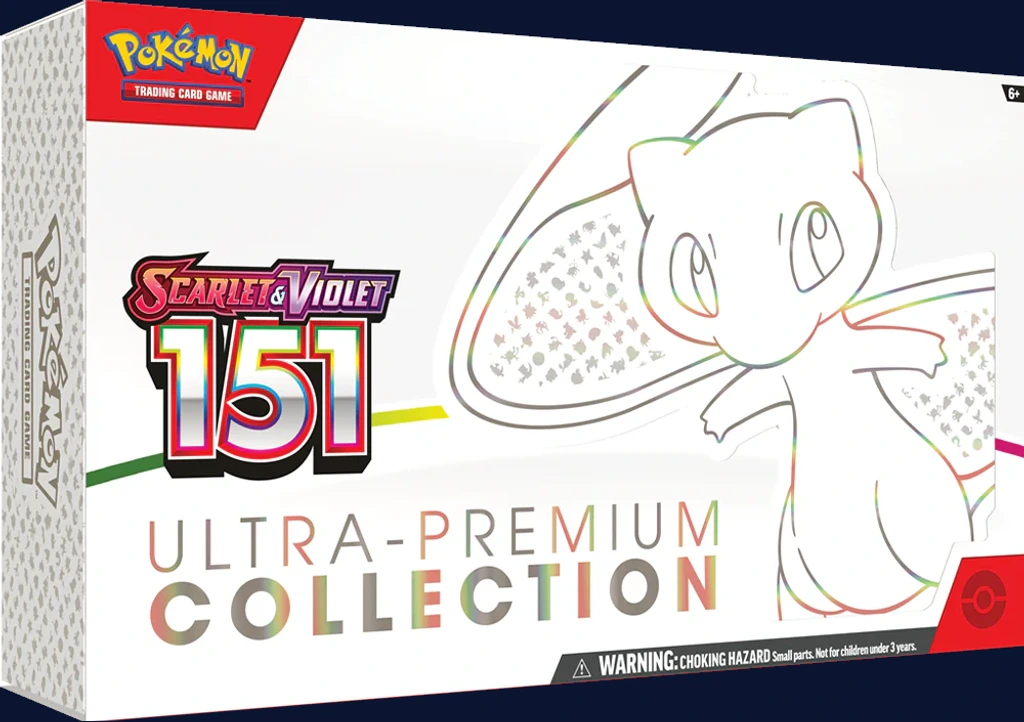 POKéMON
TRADING CARD GAME
6+
POKéMON
TRADING CARD GAME
SCARLET & VIOLET
151
ULTRA-PREMIUM
COLLECTION
WARNING: CHOKING HAZARD Small parts. Not for children under 3 years.